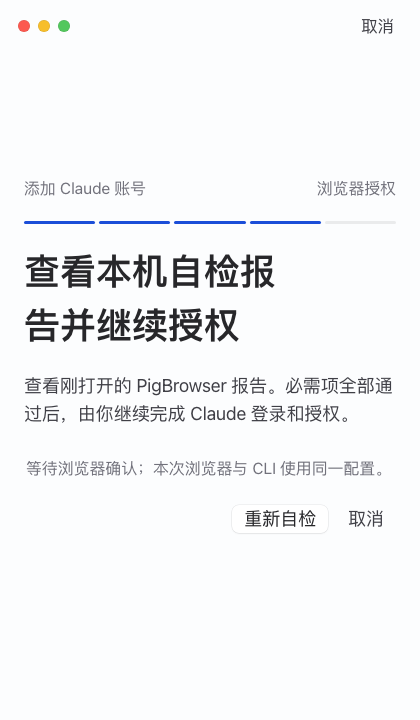 取消
添加 Claude 账号
浏览器授权
查看本机自检报
告并继续授权
查看刚打开的 PigBrowser 报告。必需项全部通
过后，由你继续完成 Claude 登录和授权。
等待浏览器确认；本次浏览器与 CLI 使用同一配置。
重新自检
取消